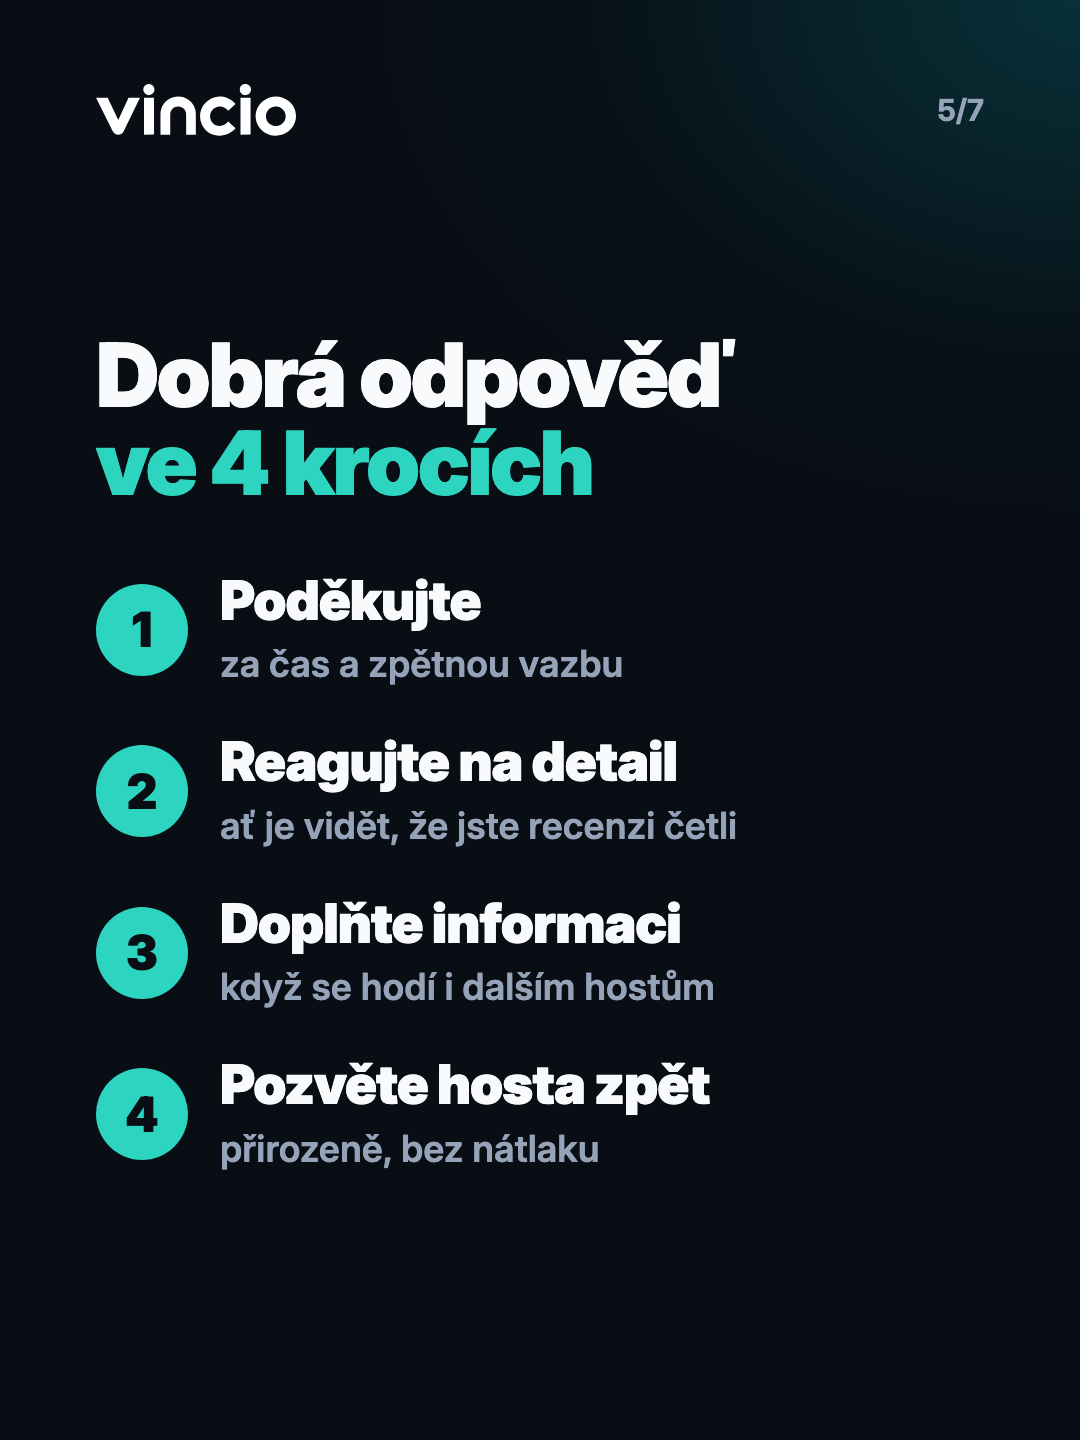 vincio
5/7
Dobrá odpověď
ve 4 krocích
1
Poděkujte
za čas a zpětnou vazbu
2
Reagujte na detail
ať je vidět, že jste recenzi četli
3
Doplňte informaci
když se hodí i dalším hostům
4
Pozvěte hosta zpět
přirozeně, bez nátlaku